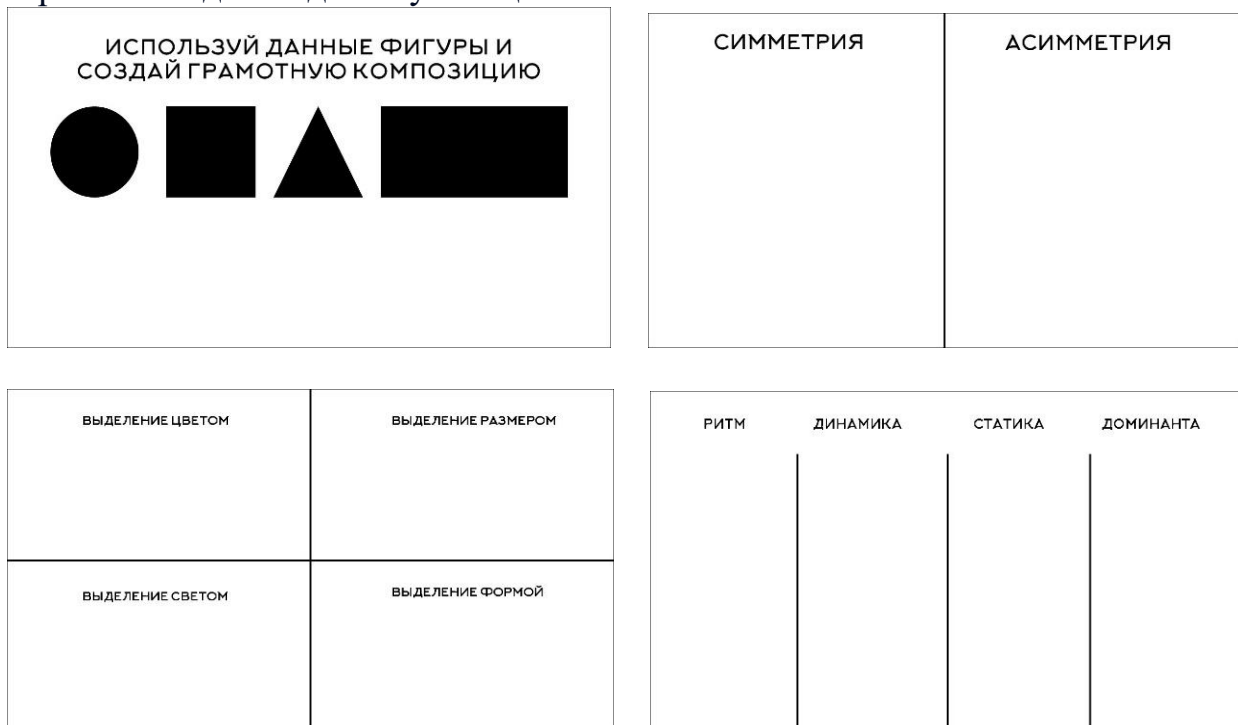 ИСПОЛЬЗУЙ ДАННЫЕ ФИГУРЫ И
СОЗДАЙ ГРАМОТНУЮ КОМПОЗИЦИЮ
СИММЕТРИЯ
АСИММЕТРИЯ
ВЫДЕЛЕНИЕ ЦВЕТОМ
ВЫДЕЛЕНИЕ РАЗМЕРОМ
ВЫДЕЛЕНИЕ СВЕТОМ
ВЫДЕЛЕНИЕ ФОРМОЙ
РИТМ
ДИНАМИКА
СТАТИКА
ДОМИНАНТА